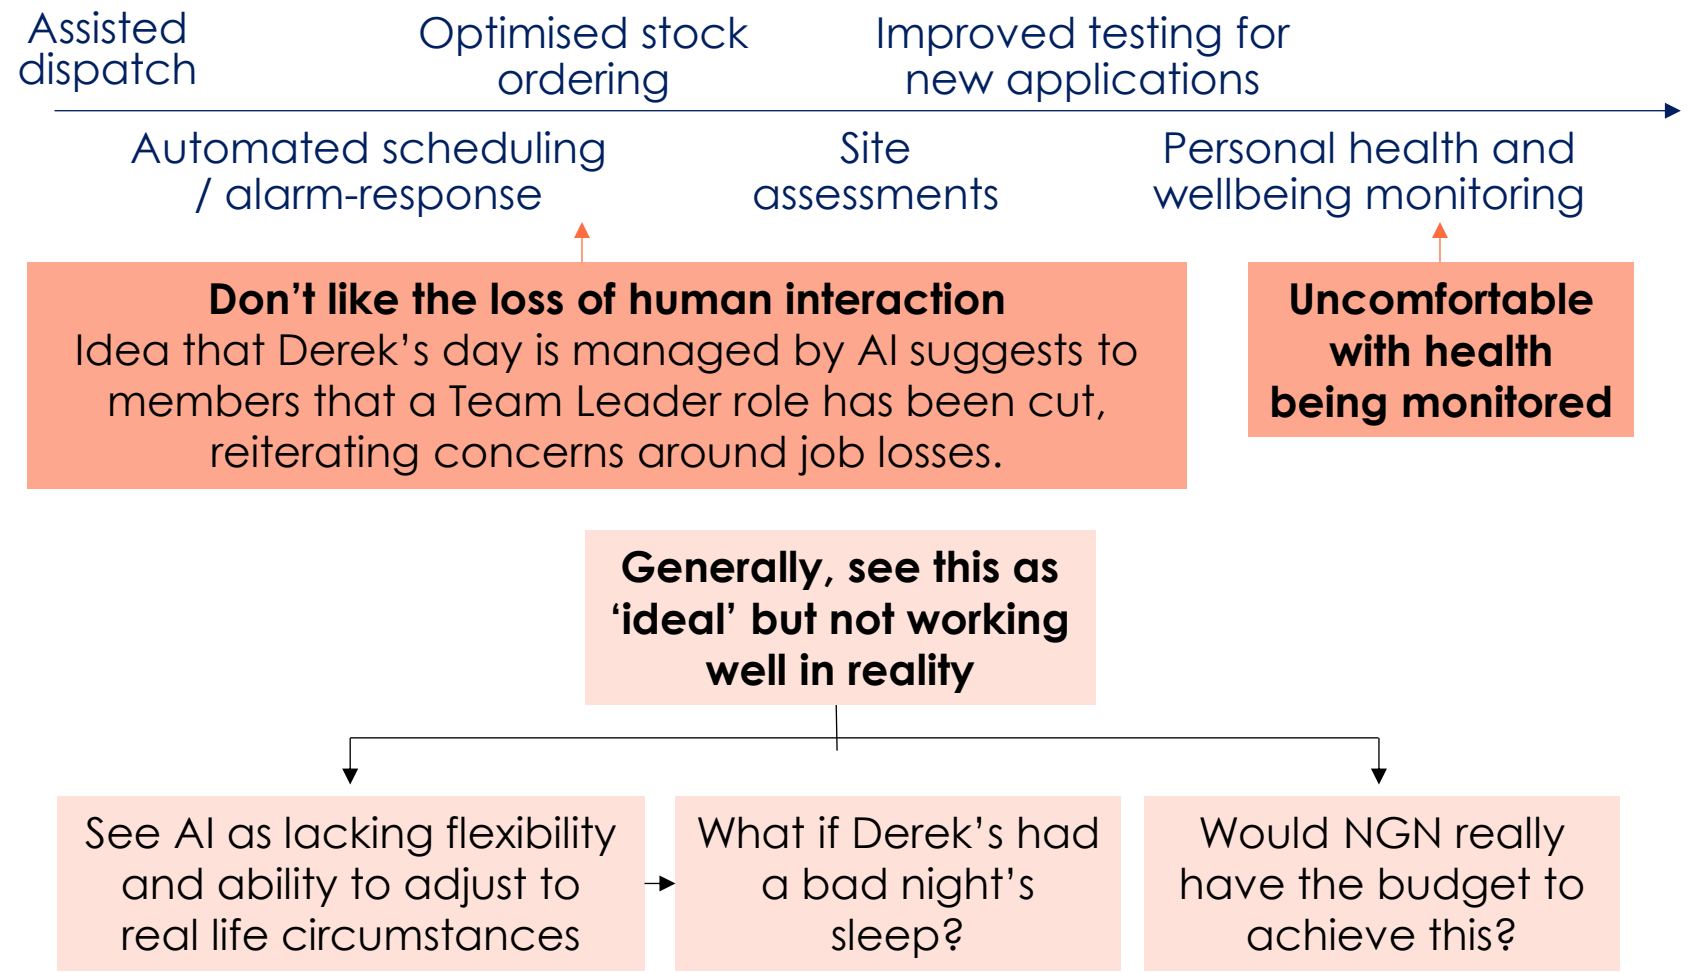 Assisted
dispatch
Optimised stock
ordering
Improved testing for
new applications
Automated scheduling
/ alarm-response
Site
assessments
Personal health and
wellbeing monitoring
Don’t like the loss of human interaction
Idea that Derek’s day is managed by AI suggests to
members that a Team Leader role has been cut,
reiterating concerns around job losses.
Uncomfortable
with health
being monitored
Generally, see this as
‘ideal’ but not working
well in reality
See AI as lacking flexibility
and ability to adjust to
real life circumstances
What if Derek’s had
a bad night’s
sleep?
Would NGN really
have the budget to
achieve this?